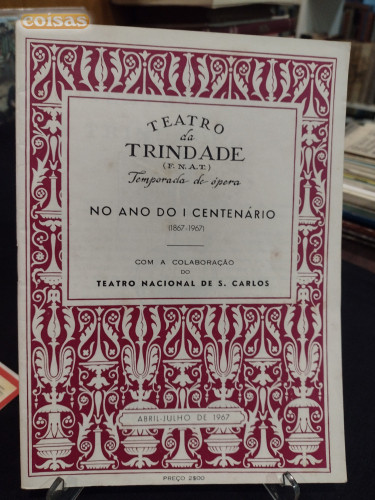 coisas
TEATRO
da
TRINDADE
(F. N. A. T.)
Temporada de ópera
NO ANO DO I CENTENÁRIO
(1867-1967)
COM A COLABORAÇÃO
DO
TEATRO NACIONAL DE S. CARLOS
ABRIL-JULHO DE 1967
PREÇO 2$00